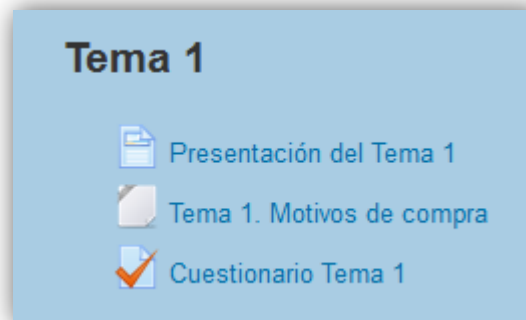 Tema 1
Presentación del Tema 1
Tema 1. Motivos de compra
Cuestionario Tema 1